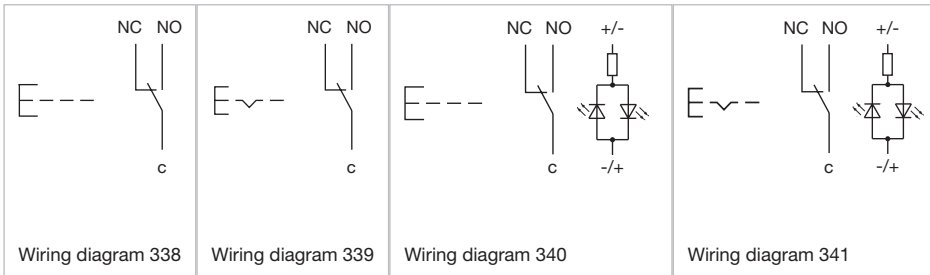 NC NO
c
Wiring diagram 338
NC NO
c
Wiring diagram 339
NC NO +/-
c -/+
Wiring diagram 340
NC NO +/-
c -/+
Wiring diagram 341